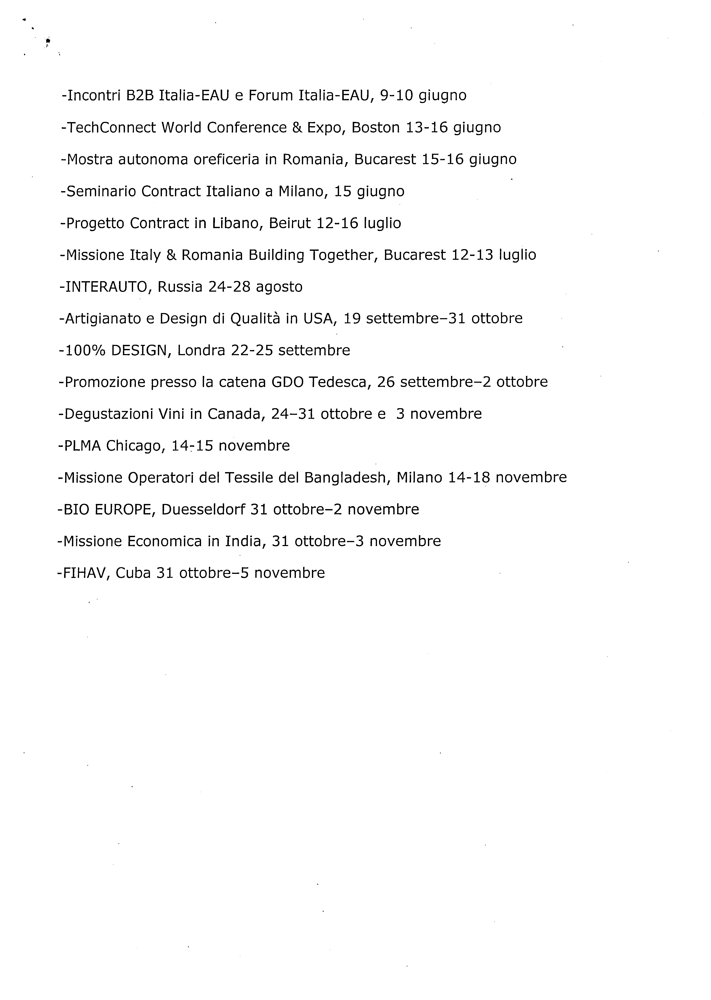 -Incontri B2B Italia-EAU e Forum Italia-EAU, 9-10 giugno
-TechConnect World Conference & Expo, Boston 13-16 giugno
-Mostra autonoma oreficeria in Romania, Bucarest 15-16 giugno
-Seminario Contract Italiano a Milano, 15 giugno
-Progetto Contract in Libano, Beirut 12-16 luglio
-Missione Italy & Romania Building Together, Bucarest 12-13 luglio
-INTERAUTO, Russia 24-28 agosto
-Artigianato e Design di Qualità in USA, 19 settembre–31 ottobre
-100% DESIGN, Londra 22-25 settembre
-Promozione presso la catena GDO Tedesca, 26 settembre–2 ottobre
-Degustazioni Vini in Canada, 24–31 ottobre e  3 novembre
-PLMA Chicago, 14-15 novembre
-Missione Operatori del Tessile del Bangladesh, Milano 14-18 novembre
-BIO EUROPE, Duesseldorf 31 ottobre–2 novembre
-Missione Economica in India, 31 ottobre–3 novembre
-FIHAV, Cuba 31 ottobre–5 novembre